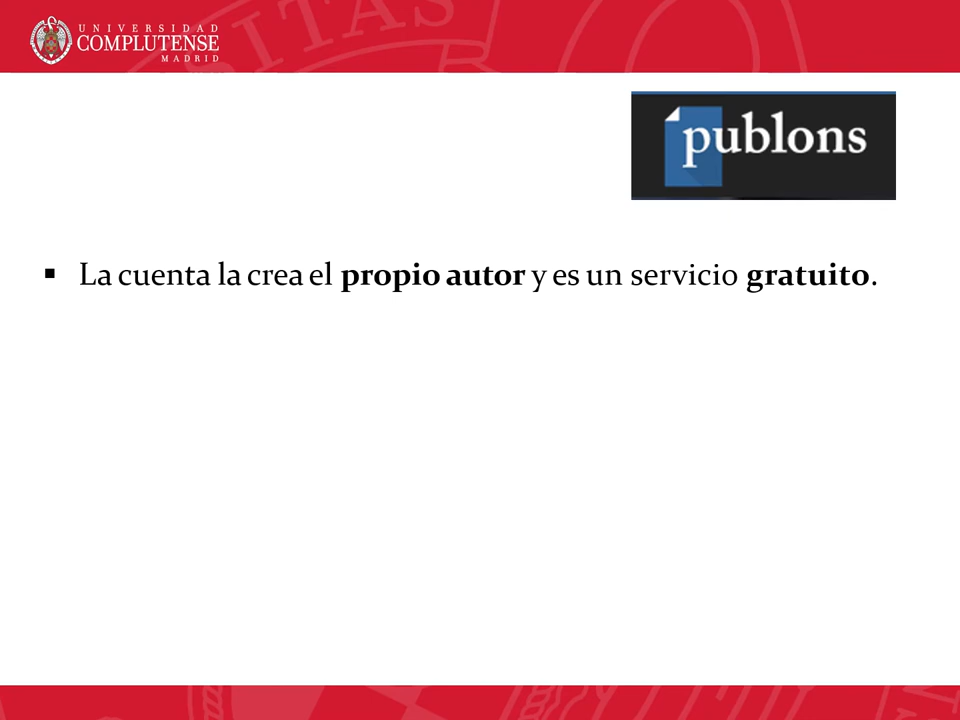 UNIVERSIDAD
COMPLUTENSE
MADRID
publons
▪ La cuenta la crea el propio autor y es un servicio gratuito.